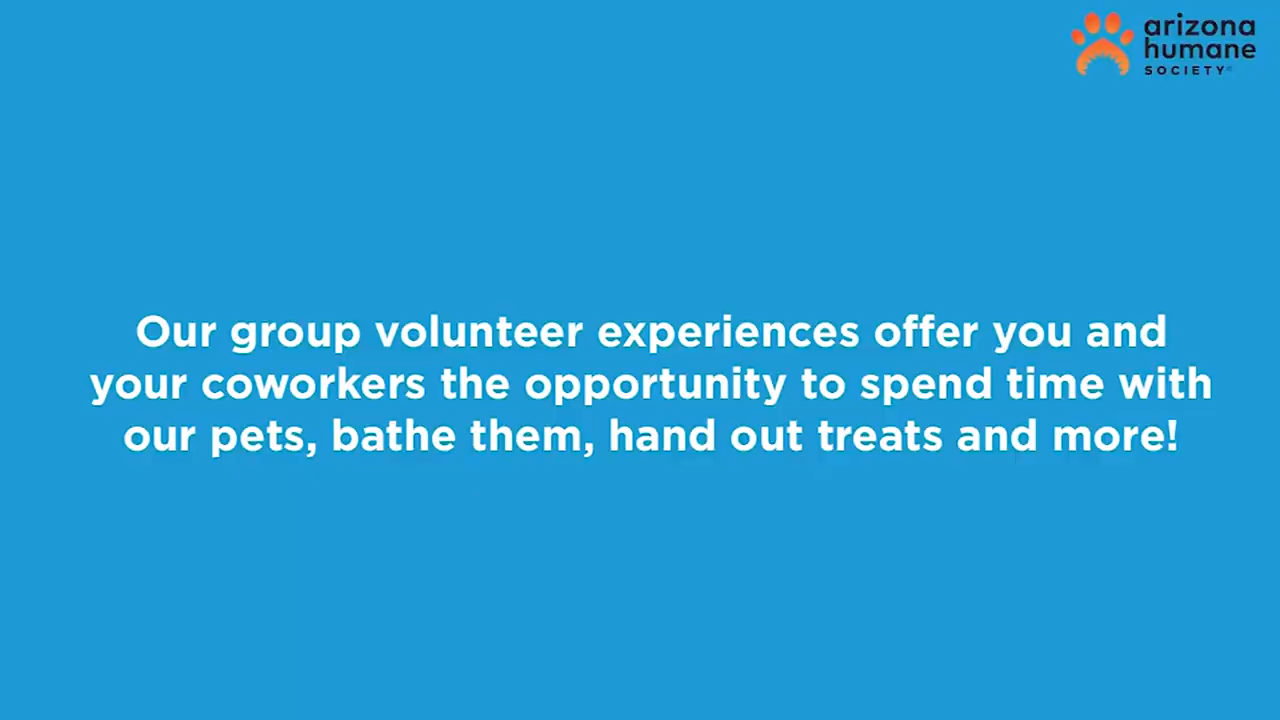 arizona
humane
SOCIETY
Our group volunteer experiences offer you and
your coworkers the opportunity to spend time with
our pets, bathe them, hand out treats and more!